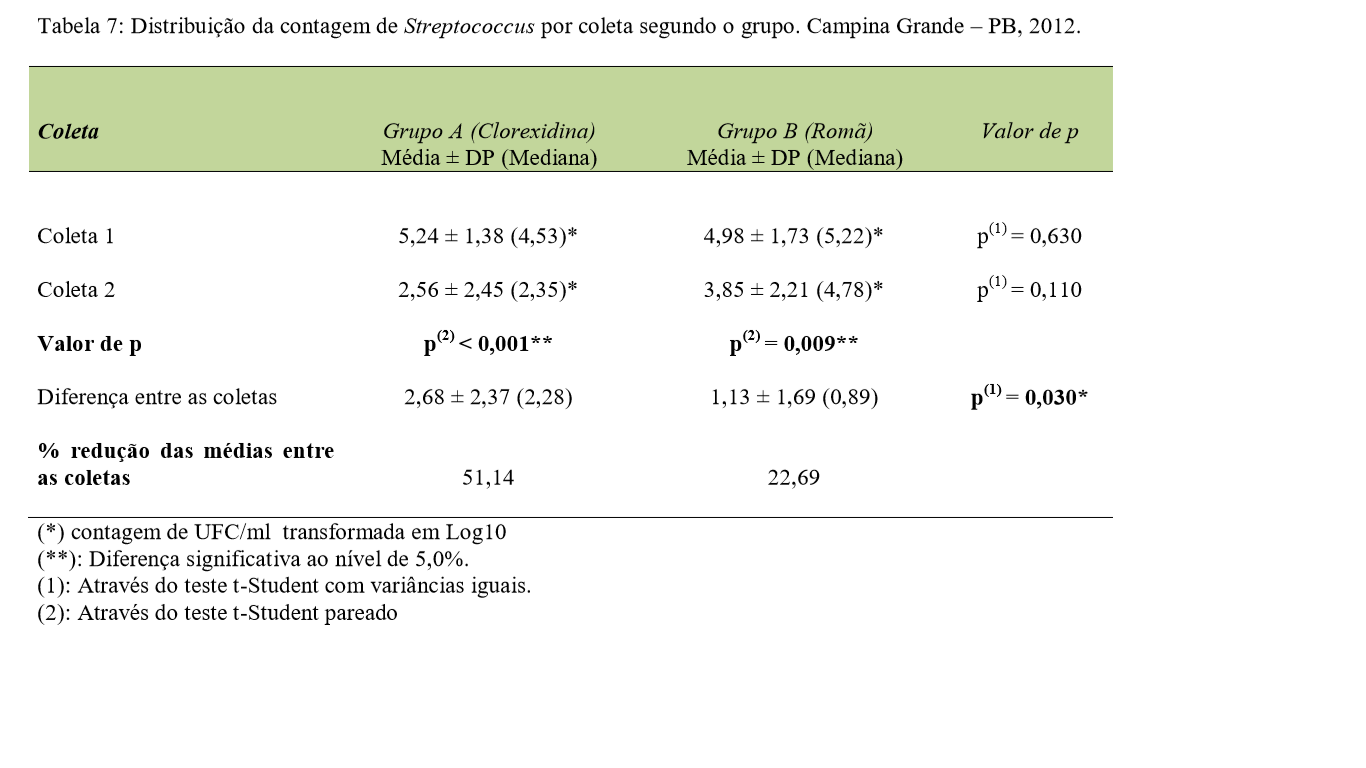 Tabela 7: Distribuição da contagem de Streptococcus por coleta segundo o grupo. Campina Grande – PB, 2012.
Coleta Grupo A (Clorexidina) Grupo B (Romã) Valor de p
Média ± DP (Mediana) Média ± DP (Mediana)
Coleta 1 5,24 ± 1,38 (4,53)* 4,98 ± 1,73 (5,22)* p(1) = 0,630
Coleta 2 2,56 ± 2,45 (2,35)* 3,85 ± 2,21 (4,78)* p(1) = 0,110
Valor de p p(2) < 0,001** p(2) = 0,009**
Diferença entre as coletas 2,68 ± 2,37 (2,28) 1,13 ± 1,69 (0,89) p(1) = 0,030*
% redução das médias entre
as coletas 51,14 22,69
(*) contagem de UFC/ml transformada em Log10
(**): Diferença significativa ao nível de 5,0%.
(1): Através do teste t-Student com variâncias iguais.
(2): Através do teste t-Student pareado